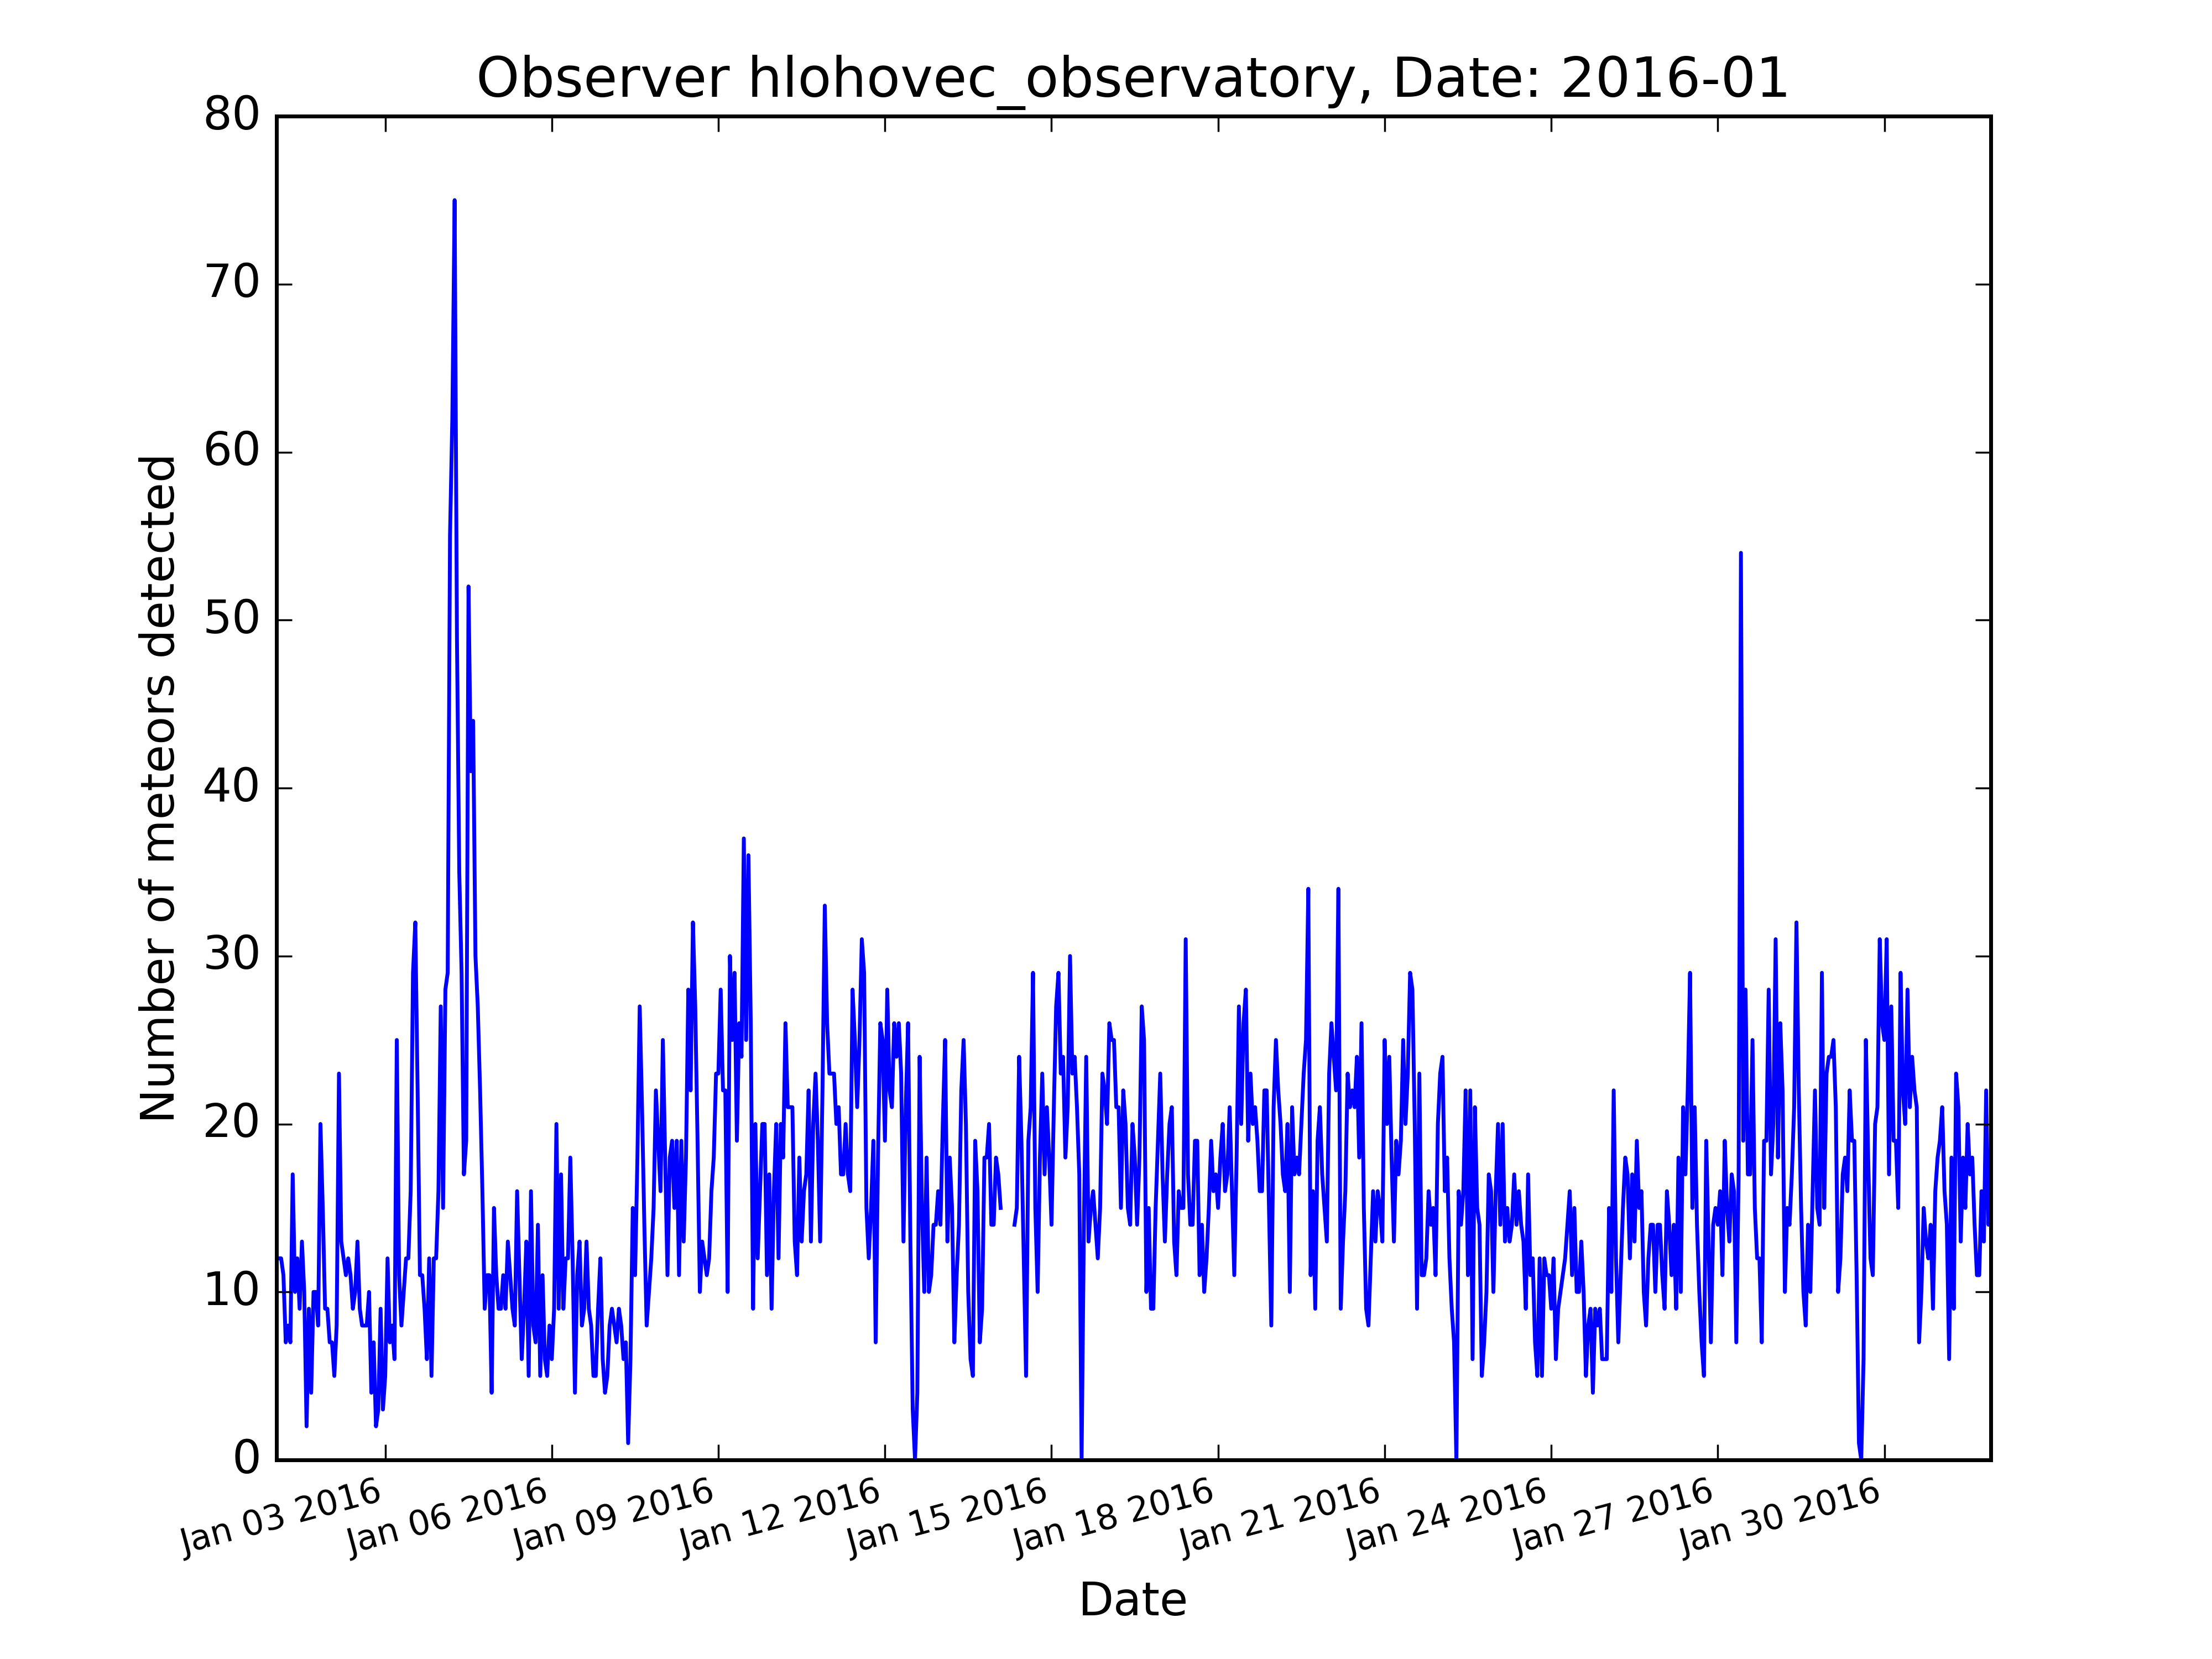 Observer hlohovec_observatory, Date: 2016-01
80
70
60
50
40
30
20
10
0
Number of meteors detected
Jan 03 2016
Jan 06 2016
Jan 09 2016
Jan 12 2016
Jan 15 2016
Jan 18 2016
Jan 21 2016
Jan 24 2016
Jan 27 2016
Jan 30 2016
Date